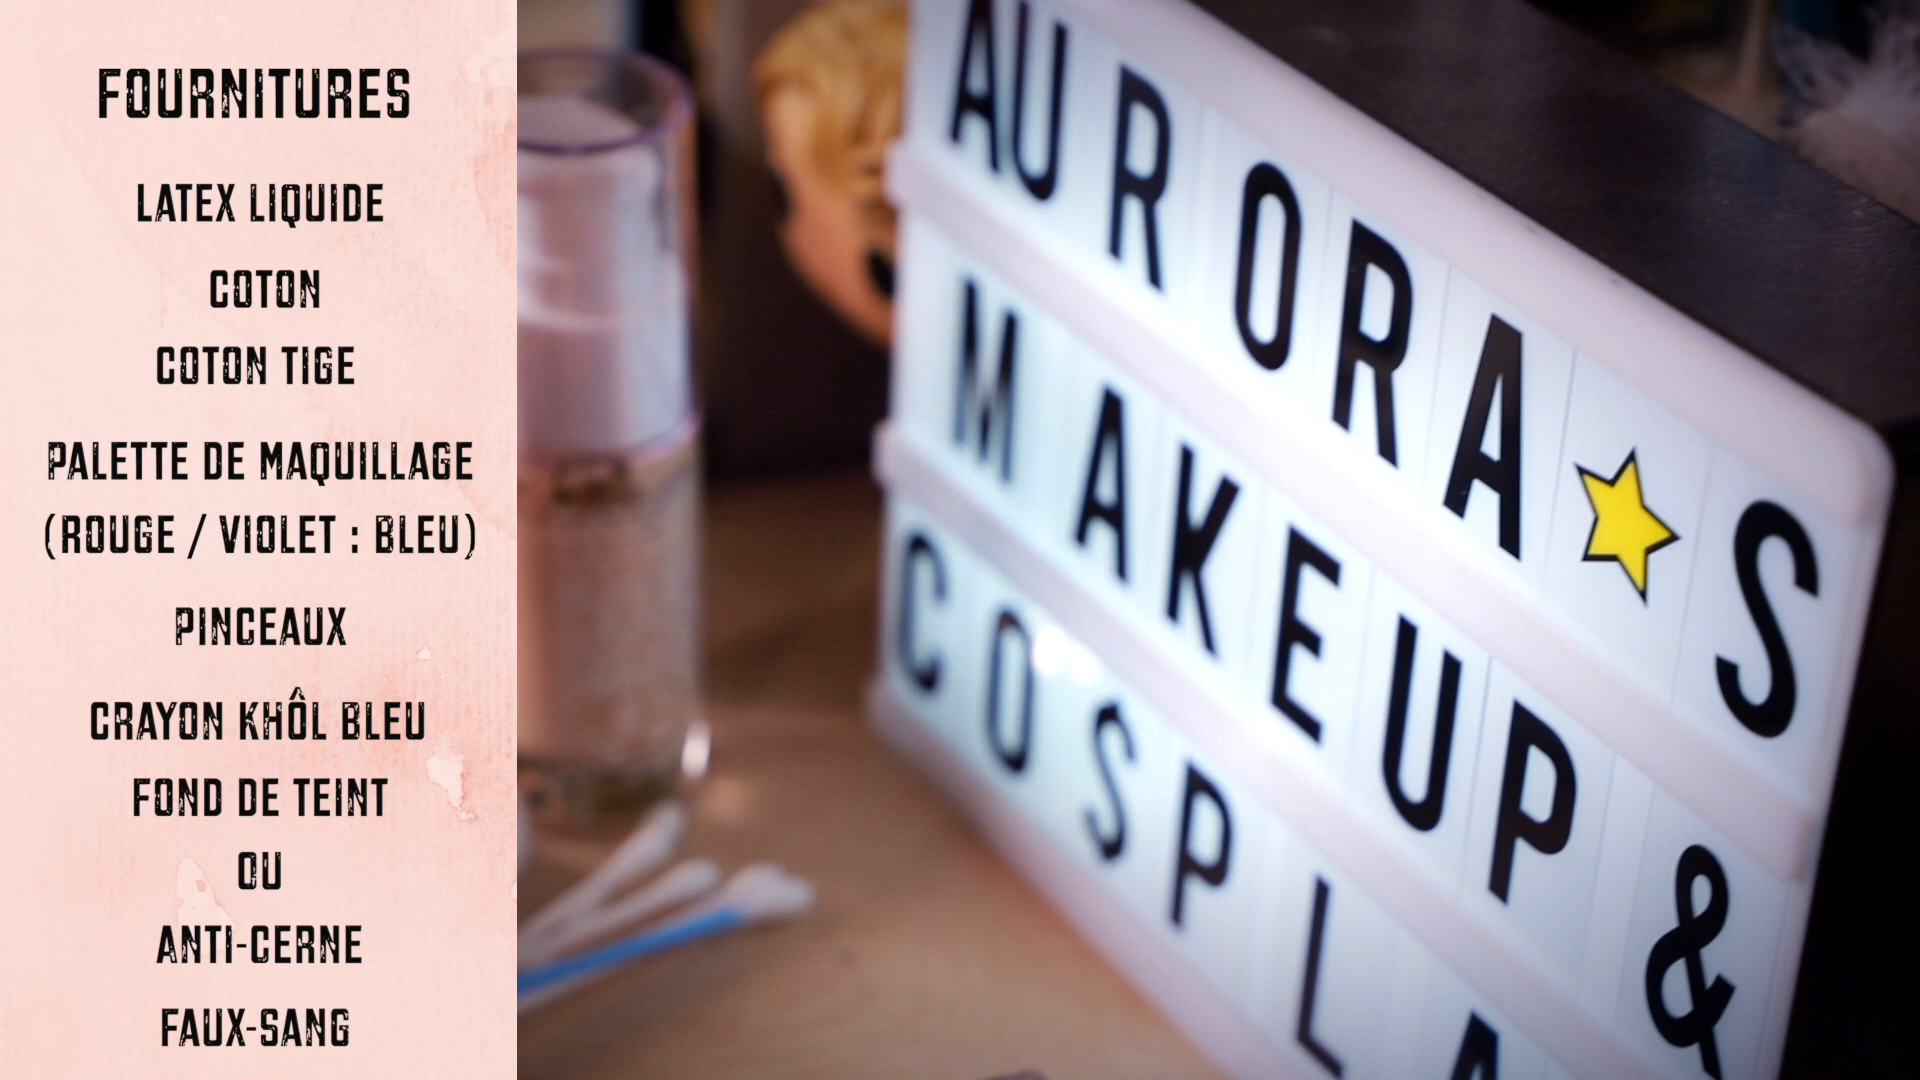 FOURNITURES
LATEX LIQUIDE
COTON
COTON TIGE
PALETTE DE MAQUILLAGE
(ROUGE / VIOLET : BLEU)
PINCEAUX
CRAYON KHÔL BLEU
FOND DE TEINT
OU
ANTI-CERNE
FAUX-SANG
AURORA★S
MAKEUP &
COSPLA